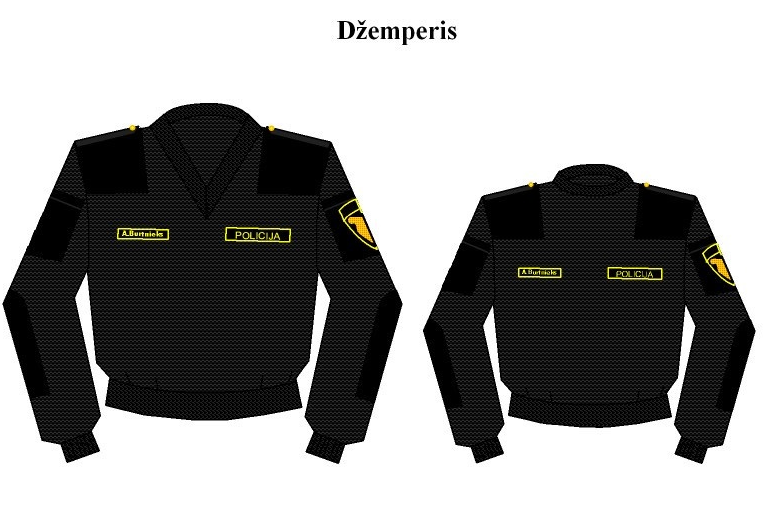 Džemperis
A.Burtnieks
POLICIJA
A.Burtnieks
POLICIJA